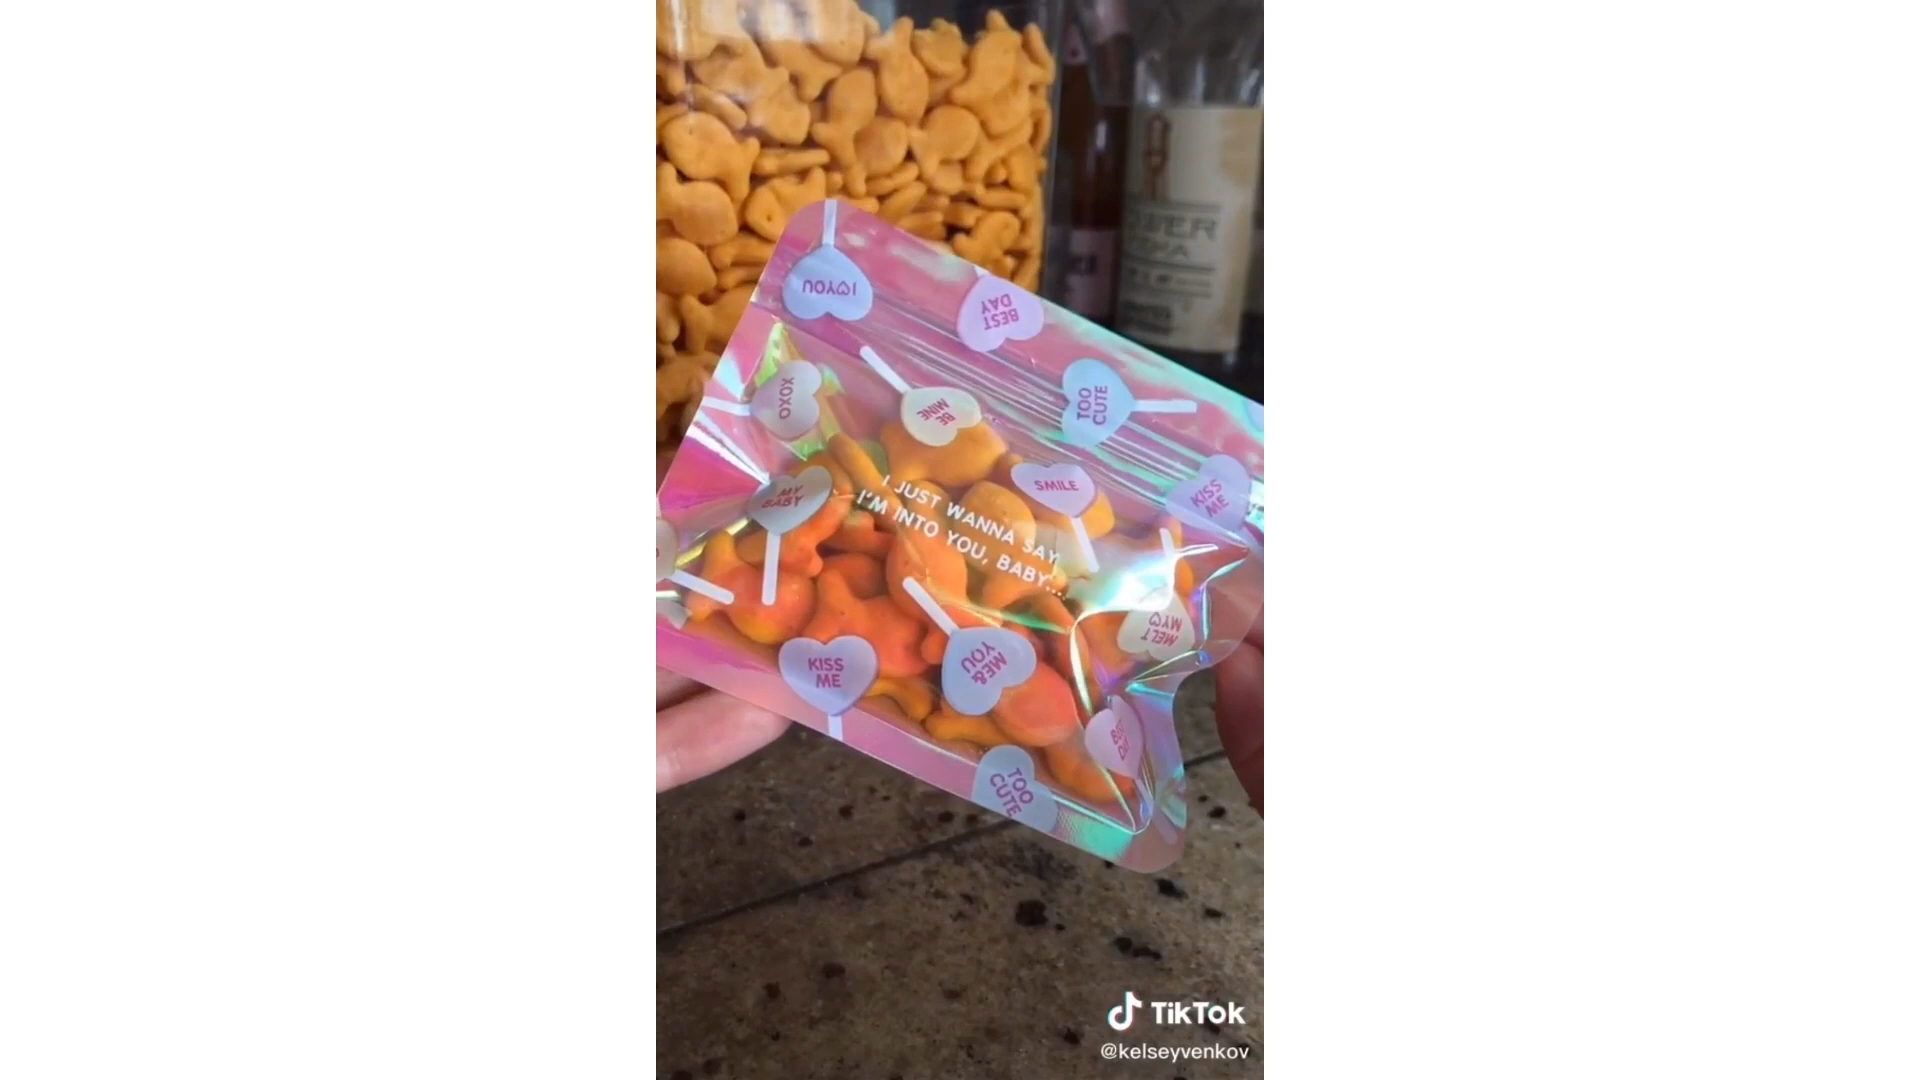 I♡YOU
BEST
DAY
XOXO
BE
MINE
TOO
CUTE
MY
BABY
SMILE
KISS
ME
I JUST WANNA SAY
I'M INTO YOU, BABY....
MELT
MY♡
KISS
ME
ME&
YOU
TOO
CUTE
TikTok
@kelseyvenkov